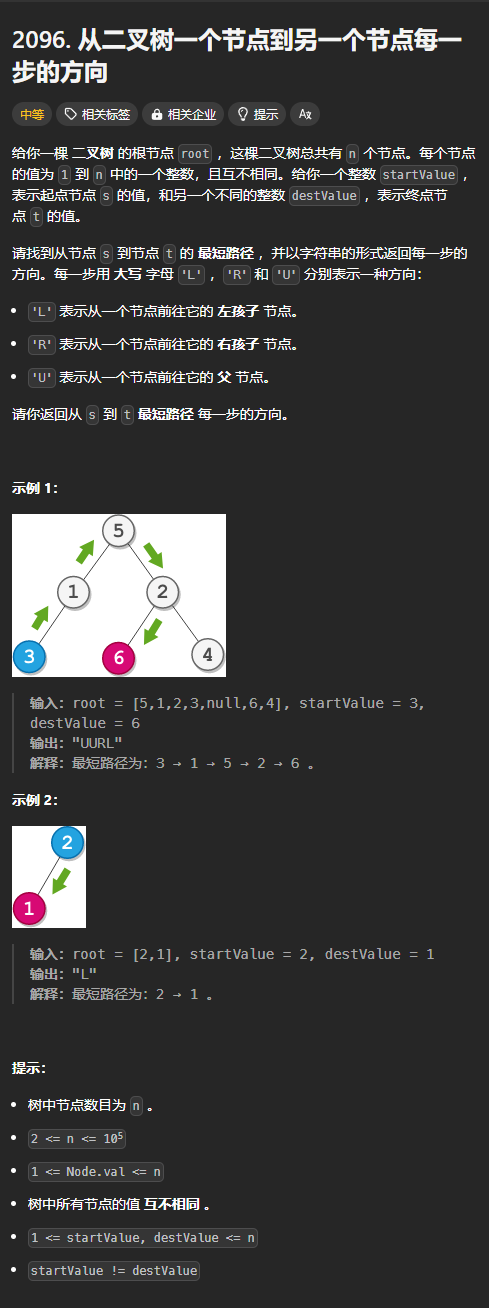 2096. 从二叉树一个节点到另一个节点每一
步的方向
中等 相关标签 相关企业 提示
给你一棵 二叉树 的根节点 root ，这棵二叉树总共有 n 个节点。每个节点
的值为 1 到 n 中的一个整数，且互不相同。给你一个整数 startValue ，
表示起点节点 s 的值，和另一个不同的整数 destValue ，表示终点节
点 t 的值。
请找到从节点 s 到节点 t 的 最短路径 ，并以字符串的形式返回每一步的
方向。每一步用 大写 字母 'L' ，'R' 和 'U' 分别表示一种方向：
• 'L' 表示从一个节点前往它的 左孩子 节点。
• 'R' 表示从一个节点前往它的 右孩子 节点。
• 'U' 表示从一个节点前往它的 父 节点。
请你返回从 s 到 t 最短路径 每一步的方向。
示例 1：
5
1 2
3 6 4
输入：root = [5,1,2,3,null,6,4], startValue = 3,
destValue = 6
输出："UURL"
解释：最短路径为：3 → 1 → 5 → 2 → 6 。
示例 2：
2
1
输入：root = [2,1], startValue = 2, destValue = 1
输出："L"
解释：最短路径为：2 → 1 。
提示：
• 树中节点数目为 n 。
• 2 <= n <= 10⁵
• 1 <= Node.val <= n
• 树中所有节点的值 互不相同 。
• 1 <= startValue, destValue <= n
• startValue != destValue